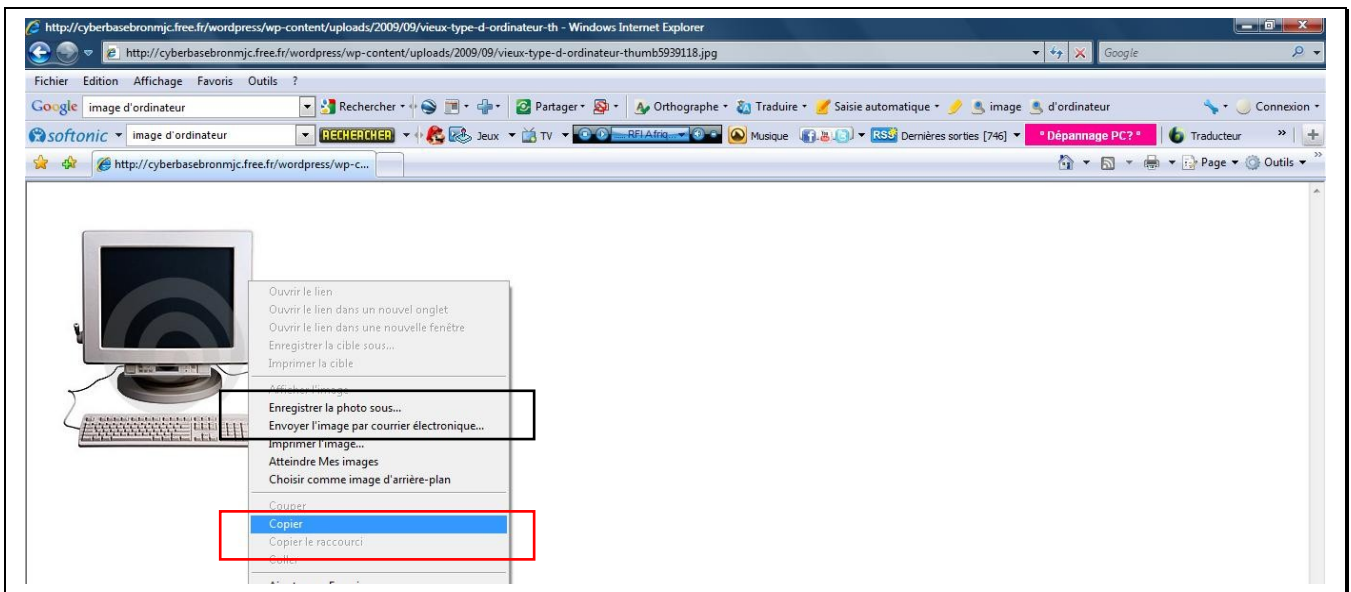 http://cyberbasebronmjc.free.fr/wordpress/wp-content/uploads/2009/09/vieux-type-d-ordinateur-th - Windows Internet Explorer
http://cyberbasebronmjc.free.fr/wordpress/wp-content/uploads/2009/09/vieux-type-d-ordinateur-thumb5939118.jpg Google
Fichier Edition Affichage Favoris Outils ?
Google image d'ordinateur Rechercher Partager Orthographe Traduire Saisie automatique image d'ordinateur Connexion
softonic image d'ordinateur RECHERCHER Jeux TV RFI Afriq... Musique RSS Dernières sorties [746] * Dépannage PC? * Traducteur »
http://cyberbasebronmjc.free.fr/wordpress/wp-c... Page Outils »
Ouvrir le lien
Ouvrir le lien dans un nouvel onglet
Ouvrir le lien dans une nouvelle fenêtre
Enregistrer la cible sous...
Imprimer la cible
Afficher l'image
Enregistrer la photo sous...
Envoyer l'image par courrier électronique...
Imprimer l'image...
Atteindre Mes images
Choisir comme image d'arrière-plan
Couper
Copier
Copier le raccourci
Coller